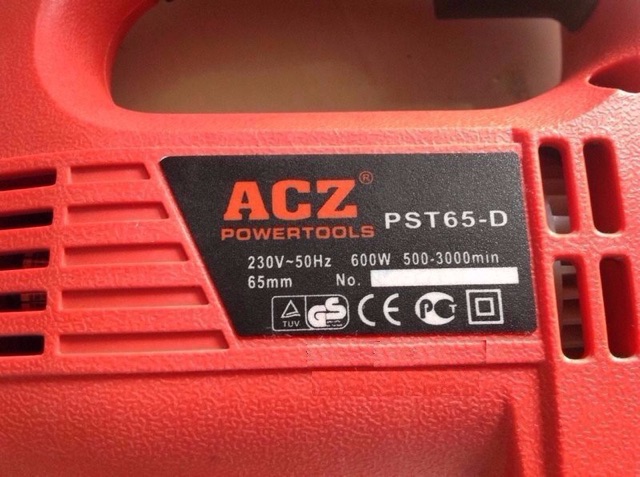 ACZ®
POWERTOOLS
PST65-D
230V~50Hz 600W 500-3000min
65mm No.
TUV GS CE PCT